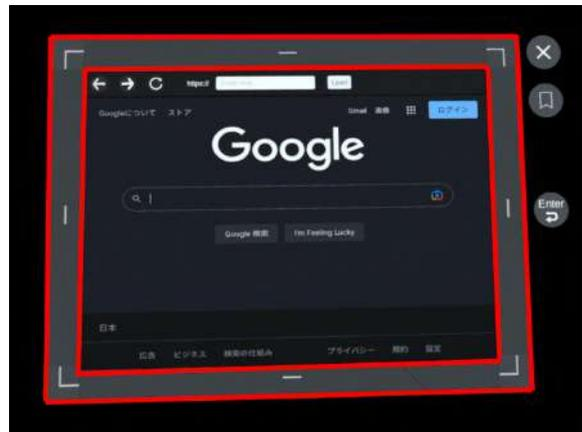 https://
Load
Googleについて ストア
Gmail 画像
ログイン
Google
Google 検索 I'm Feeling Lucky
日本
広告 ビジネス 検索の仕組み プライバシー 規約 設定
Enter